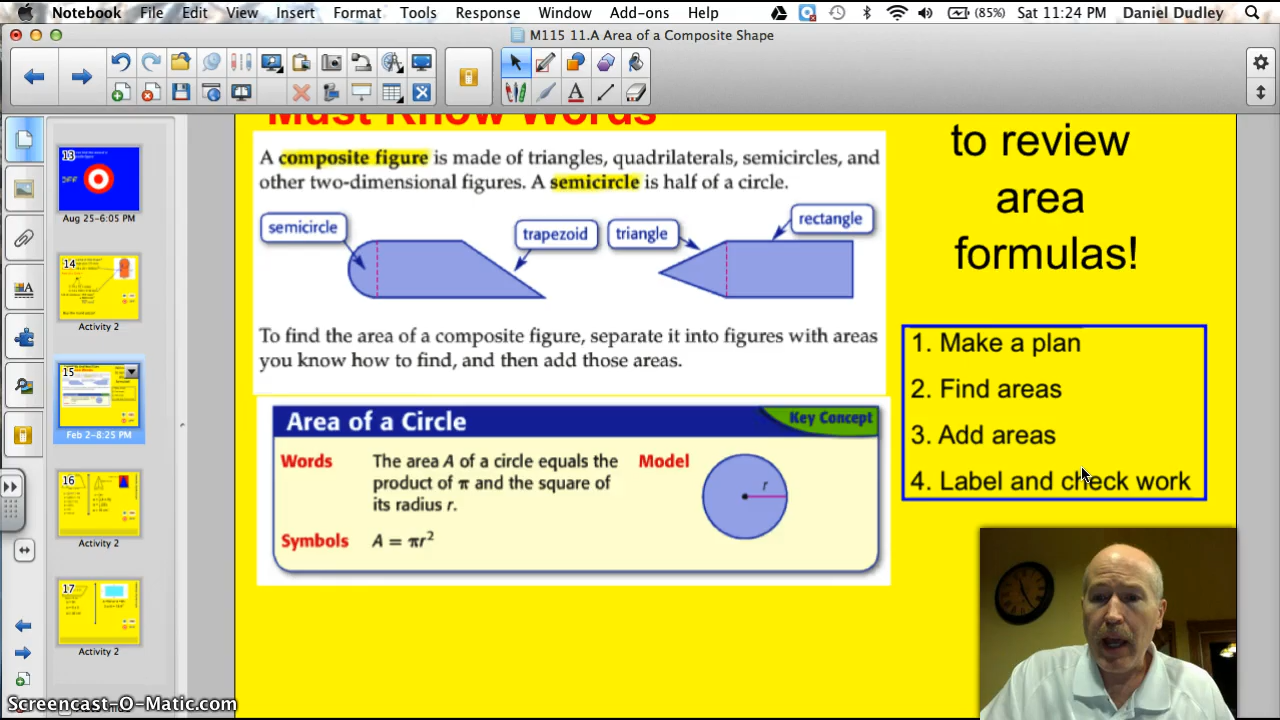 Notebook File Edit View Insert Format Tools Response Window Add-ons Help (85%) Sat 11:24 PM Daniel Dudley
M115 11.A Area of a Composite Shape
Must Know Words
A composite figure is made of triangles, quadrilaterals, semicircles, and
other two-dimensional figures. A semicircle is half of a circle.
semicircle
trapezoid
triangle
rectangle
To find the area of a composite figure, separate it into figures with areas
you know how to find, and then add those areas.
Area of a Circle
Key Concept
Words The area A of a circle equals the
product of π and the square of
its radius r.
Model
r
Symbols A = πr²
to review
area
formulas!
1. Make a plan
2. Find areas
3. Add areas
4. Label and check work
13
OFF
Aug 25-6:05 PM
14
Activity 2
15
Feb 2-8:25 PM
16
Activity 2
17
Activity 2
Screencast-O-Matic.com